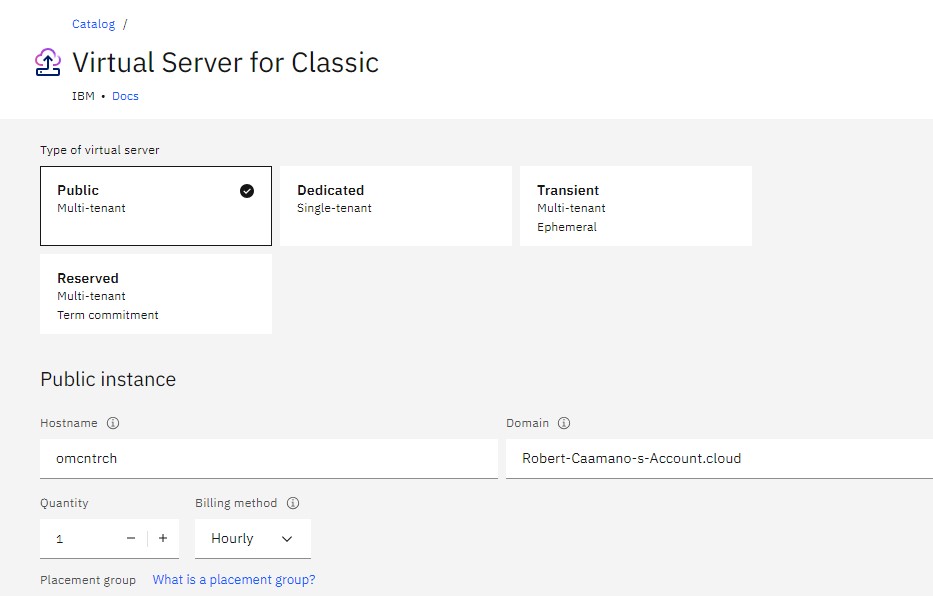 Catalog /
Virtual Server for Classic
IBM • Docs
Type of virtual server
Public
Multi-tenant
Dedicated
Single-tenant
Transient
Multi-tenant
Ephemeral
Reserved
Multi-tenant
Term commitment
Public instance
Hostname
omcntrch
Domain
Robert-Caamano-s-Account.cloud
Quantity
1 − +
Billing method
Hourly
Placement group What is a placement group?